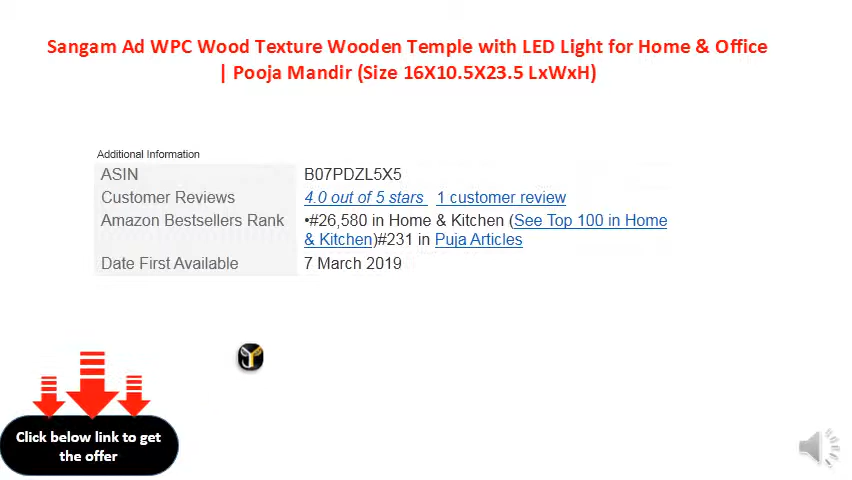 Sangam Ad WPC Wood Texture Wooden Temple with LED Light for Home & Office
| Pooja Mandir (Size 16X10.5X23.5 LxWxH)
Additional Information
ASIN B07PDZL5X5
Customer Reviews 4.0 out of 5 stars 1 customer review
Amazon Bestsellers Rank •#26,580 in Home & Kitchen (See Top 100 in Home
& Kitchen)#231 in Puja Articles
Date First Available 7 March 2019
Click below link to get
the offer